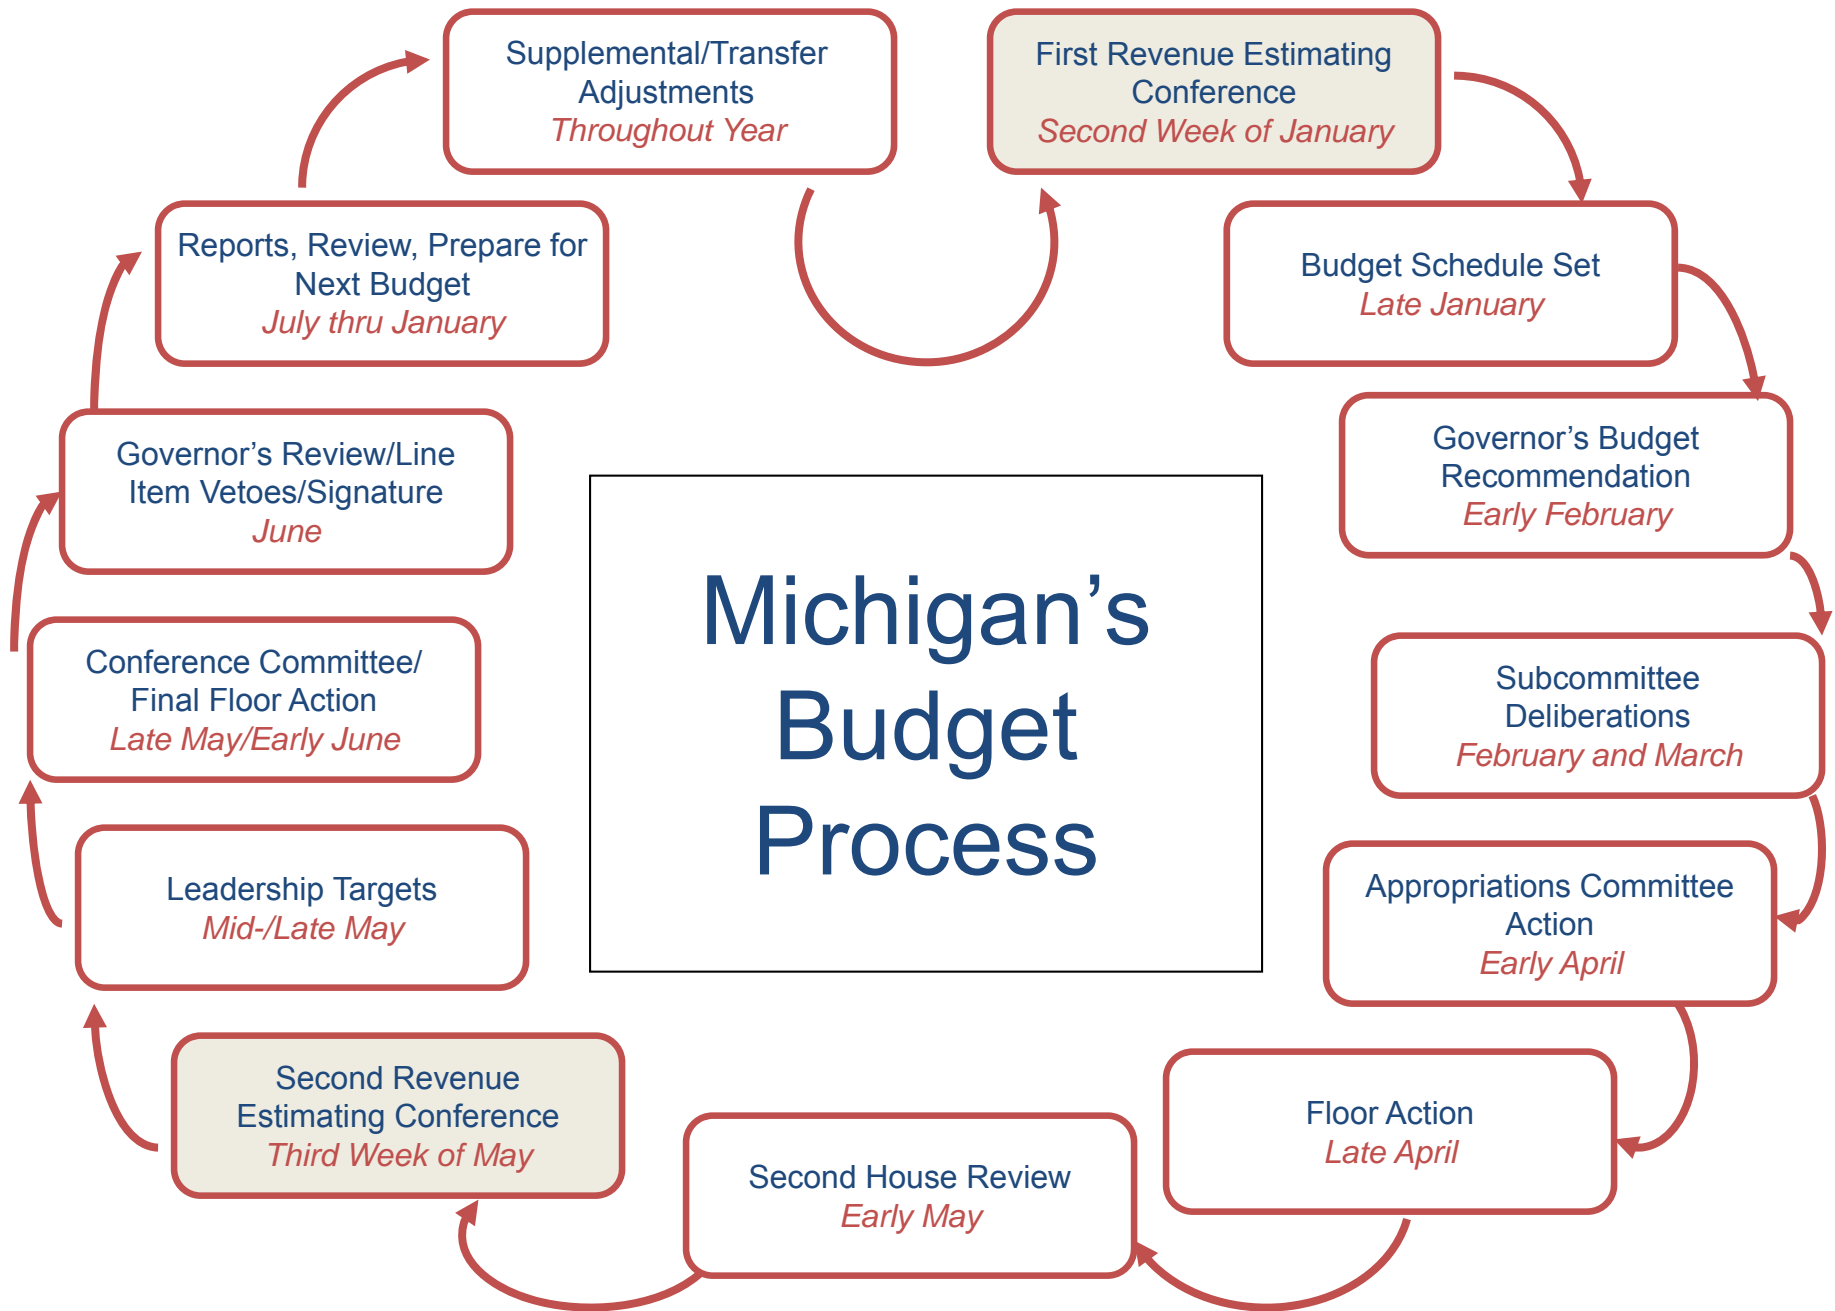 Supplemental/Transfer
Adjustments
Throughout Year
First Revenue Estimating
Conference
Second Week of January
Budget Schedule Set
Late January
Governor’s Budget
Recommendation
Early February
Subcommittee
Deliberations
February and March
Appropriations Committee
Action
Early April
Floor Action
Late April
Second House Review
Early May
Second Revenue
Estimating Conference
Third Week of May
Leadership Targets
Mid-/Late May
Conference Committee/
Final Floor Action
Late May/Early June
Governor’s Review/Line
Item Vetoes/Signature
June
Reports, Review, Prepare for
Next Budget
July thru January
Michigan’s
Budget
Process